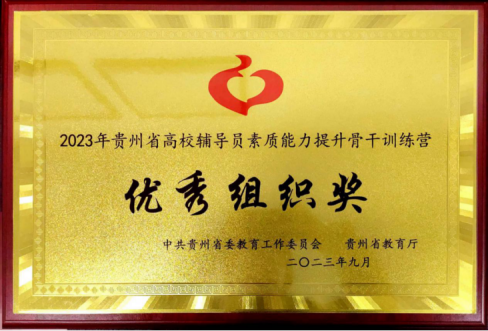 2023年贵州省高校辅导员素质能力提升骨干训练营
优秀组织奖
中共贵州省委教育工作委员会 贵州省教育厅
二〇二三年九月